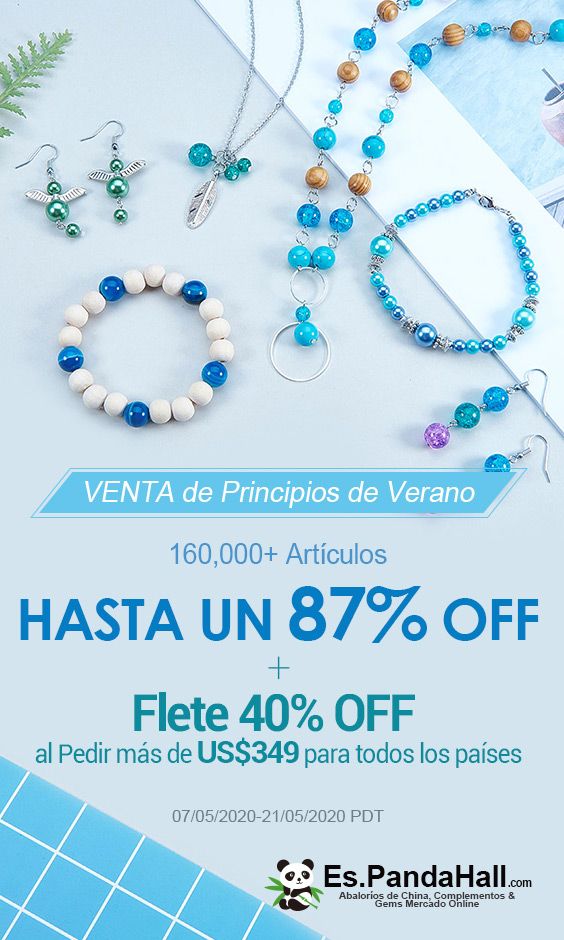 VENTA de Principios de Verano
160,000+ Artículos
HASTA UN 87% OFF
+
Flete 40% OFF
al Pedir más de US$349 para todos los países
07/05/2020-21/05/2020 PDT
Es.PandaHall.com
Abalorios de China, Complementos &
Gems Mercado Online